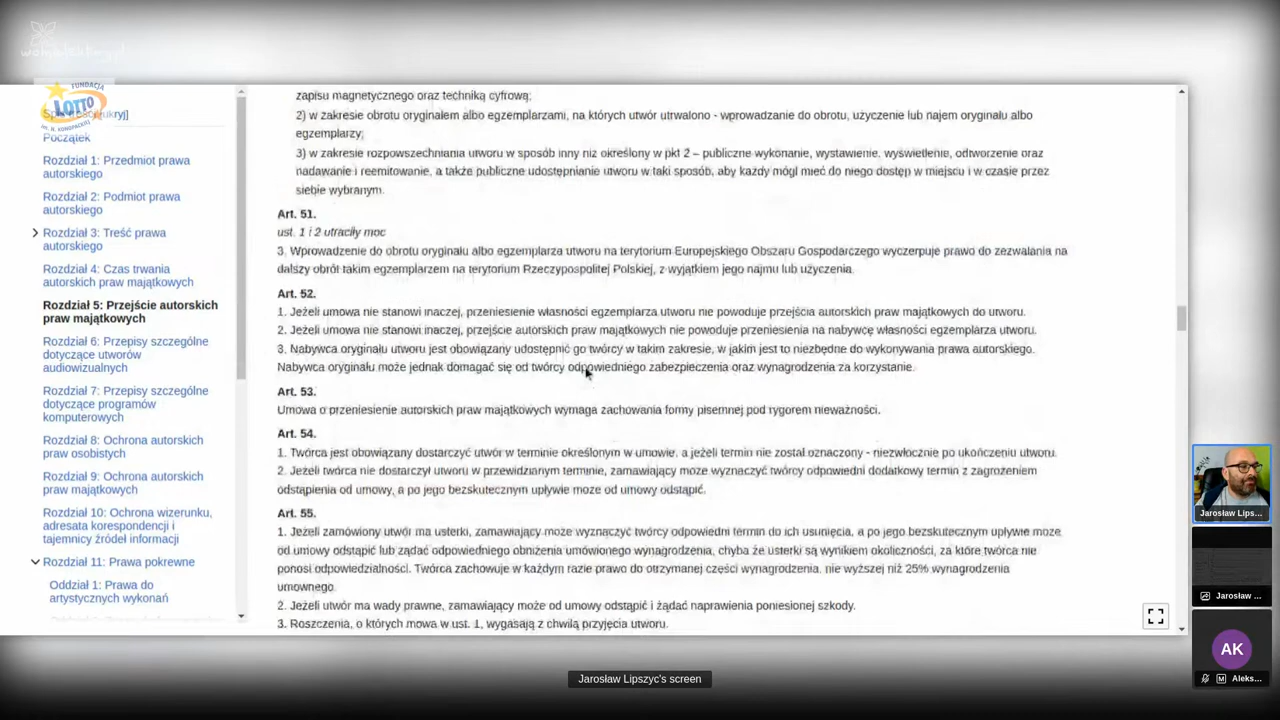 FUNDACJA
LOTTO
Początek
Rozdział 1: Przedmiot prawa
autorskiego
Rozdział 2: Podmiot prawa
autorskiego
Rozdział 3: Treść prawa
autorskiego
Rozdział 4: Czas trwania
autorskich praw majątkowych
Rozdział 5: Przejście autorskich
praw majątkowych
Rozdział 6: Przepisy szczególne
dotyczące utworów
audiowizualnych
Rozdział 7: Przepisy szczególne
dotyczące programów
komputerowych
Rozdział 8: Ochrona autorskich
praw osobistych
Rozdział 9: Ochrona autorskich
praw majątkowych
Rozdział 10: Ochrona wizerunku,
adresata korespondencji i
tajemnicy źródeł informacji
Rozdział 11: Prawa pokrewne
Oddział 1: Prawa do
artystycznych wykonań
zapisu magnetycznego oraz techniką cyfrową;
2) w zakresie obrotu oryginałem albo egzemplarzami, na których utwór utrwalono - wprowadzanie do obrotu, użyczenie lub najem oryginału albo
egzemplarzy;
3) w zakresie rozpowszechniania utworu w sposób inny niż określony w pkt 2 – publiczne wykonanie, wystawienie, wyświetlenie, odtworzenie oraz
nadawanie i reemitowanie, a także publiczne udostępnianie utworu w taki sposób, aby każdy mógł mieć do niego dostęp w miejscu i w czasie przez
siebie wybranym.
Art. 51.
ust. 1 i 2 utraciły moc
3. Wprowadzenie do obrotu oryginału albo egzemplarza utworu na terytorium Europejskiego Obszaru Gospodarczego wyczerpuje prawo do zezwalania na
dalszy obrót takim egzemplarzem na terytorium Rzeczypospolitej Polskiej, z wyjątkiem jego najmu lub użyczenia.
Art. 52.
1. Jeżeli umowa nie stanowi inaczej, przeniesienie własności egzemplarza utworu nie powoduje przejścia autorskich praw majątkowych do utworu.
2. Jeżeli umowa nie stanowi inaczej, przejście autorskich praw majątkowych nie powoduje przeniesienia na nabywcę własności egzemplarza utworu.
3. Nabywca oryginału utworu jest obowiązany udostępnić go twórcy w takim zakresie, w jakim jest to niezbędne do wykonywania prawa autorskiego.
Nabywca oryginału może jednak domagać się od twórcy odpowiedniego zabezpieczenia oraz wynagrodzenia za korzystanie.
Art. 53.
Umowa o przeniesienie autorskich praw majątkowych wymaga zachowania formy pisemnej pod rygorem nieważności.
Art. 54.
1. Twórca jest obowiązany dostarczyć utwór w terminie określonym w umowie, a jeżeli termin nie został oznaczony - niezwłocznie po ukończeniu utworu.
2. Jeżeli twórca nie dostarczył utworu w przewidzianym terminie, zamawiający może wyznaczyć twórcy odpowiedni dodatkowy termin z zagrożeniem
odstąpienia od umowy, a po jego bezskutecznym upływie może od umowy odstąpić.
Art. 55.
1. Jeżeli zamówiony utwór ma usterki, zamawiający może wyznaczyć twórcy odpowiedni termin do ich usunięcia, a po jego bezskutecznym upływie może
od umowy odstąpić lub żądać odpowiedniego obniżenia umówionego wynagrodzenia, chyba że usterki są wynikiem okoliczności, za które twórca nie
ponosi odpowiedzialności. Twórca zachowuje w każdym razie prawo do otrzymanej części wynagrodzenia, nie wyższej niż 25% wynagrodzenia
umownego.
2. Jeżeli utwór ma wady prawne, zamawiający może od umowy odstąpić i żądać naprawienia poniesionej szkody.
3. Roszczenia, o których mowa w ust. 1, wygasają z chwilą przyjęcia utworu.
Jarosław Lips...
Jarosław ...
AK
Aleks...
Jarosław Lipszyc's screen